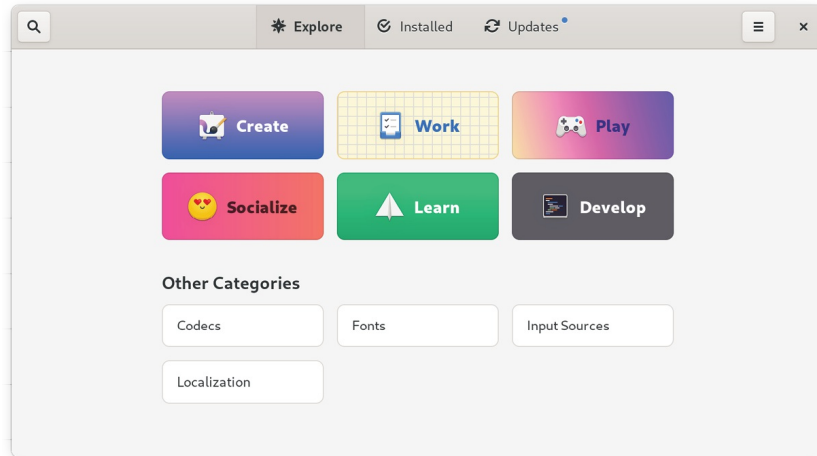 Explore Installed Updates
Create Work Play
Socialize Learn Develop
Other Categories
Codecs Fonts Input Sources
Localization